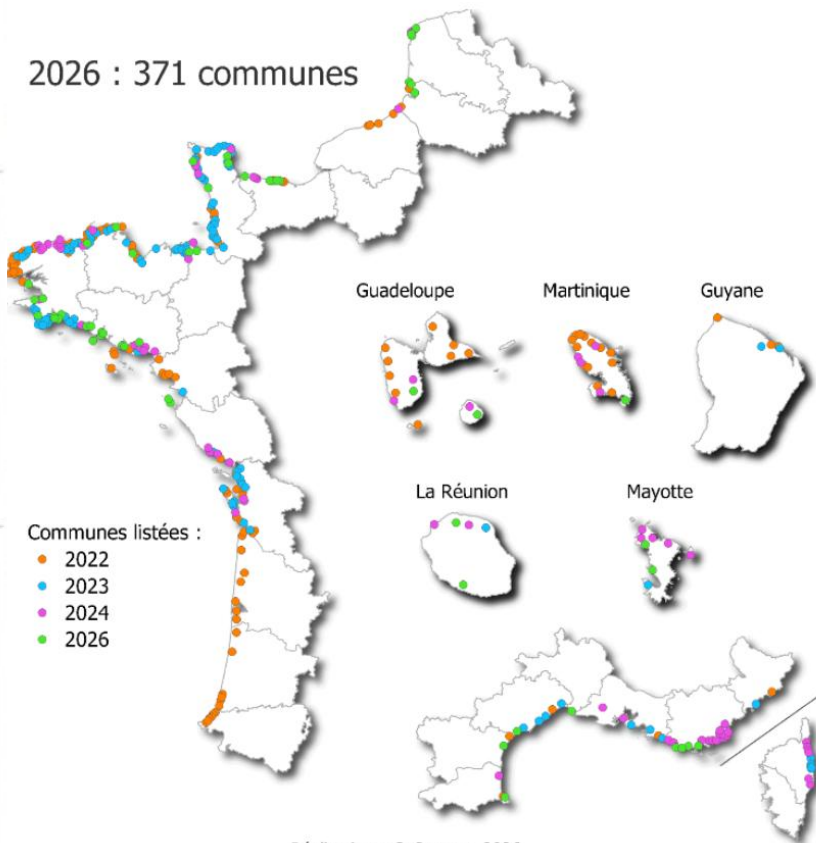 2026 : 371 communes
Guadeloupe
Martinique
Guyane
La Réunion
Mayotte
Communes listées :
2022
2023
2024
2026